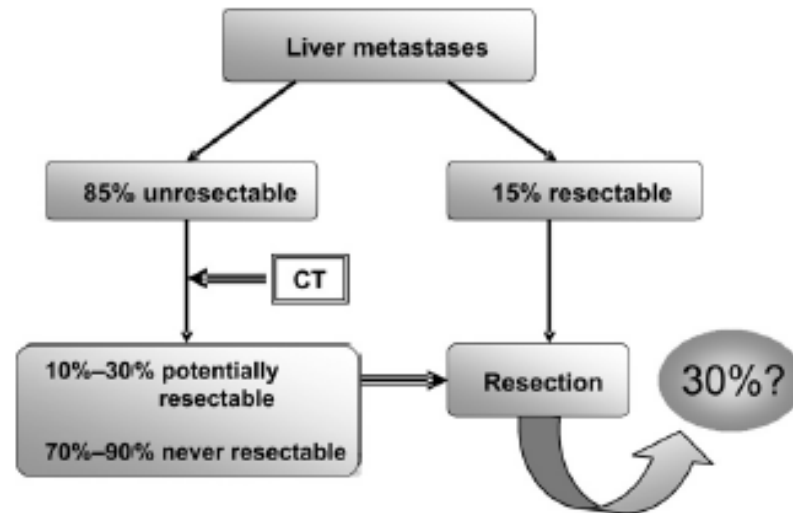 Liver metastases
85% unresectable
15% resectable
CT
10%–30% potentially
resectable
70%–90% never resectable
Resection
30%?